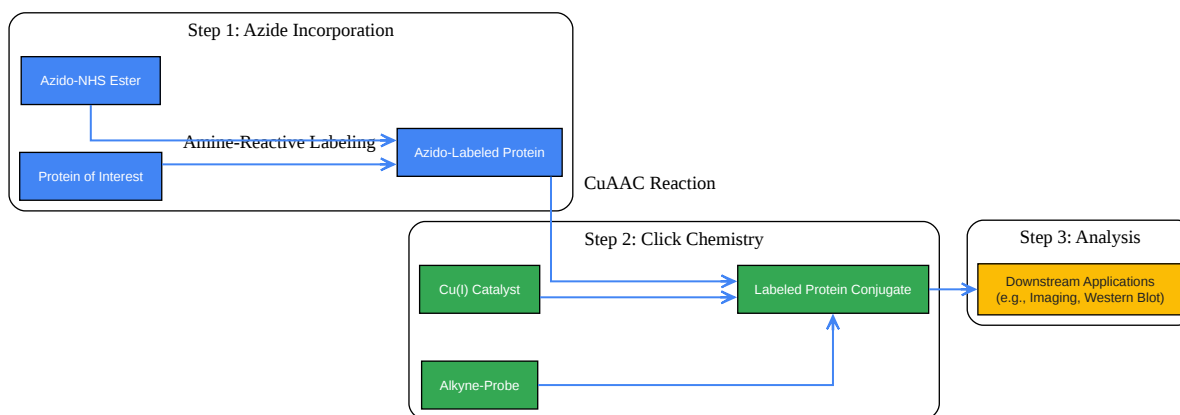 Step 1: Azide Incorporation
Azido-NHS Ester
Amine-Reactive Labeling
Azido-Labeled Protein
Protein of Interest
CuAAC Reaction
Step 2: Click Chemistry
Cu(I) Catalyst
Labeled Protein Conjugate
Alkyne-Probe
Step 3: Analysis
Downstream Applications
(e.g., Imaging, Western Blot)